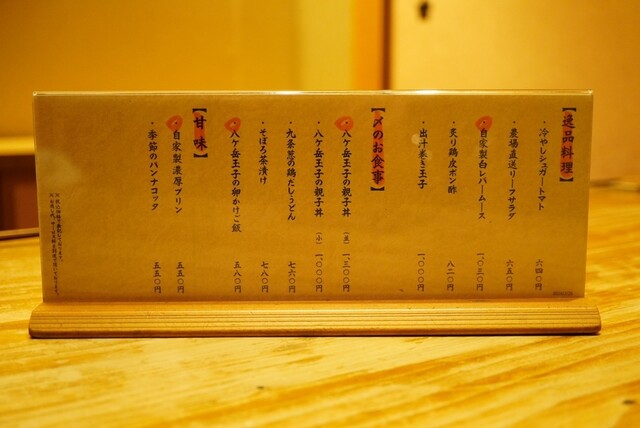 【逸品料理】
・冷やしシュガートマト 六四〇円
・農場直送リーフサラダ 六五〇円
・自家製白レバームース 一、〇三〇円
・炙り鶏皮ポン酢 八二〇円
・出汁巻き玉子 一、〇〇〇円
【〆のお食事】
・八ケ岳玉子の親子丼 (並) 一、三〇〇円
・八ケ岳玉子の親子丼 (小) 一、〇〇〇円
・九条葱の鶏だしうどん 七六〇円
・そぼろ茶漬け 七八〇円
・八ケ岳玉子の卵かけご飯 五八〇円
【甘味】
・自家製濃厚プリン 五五〇円
・季節のパンナコッタ 五五〇円